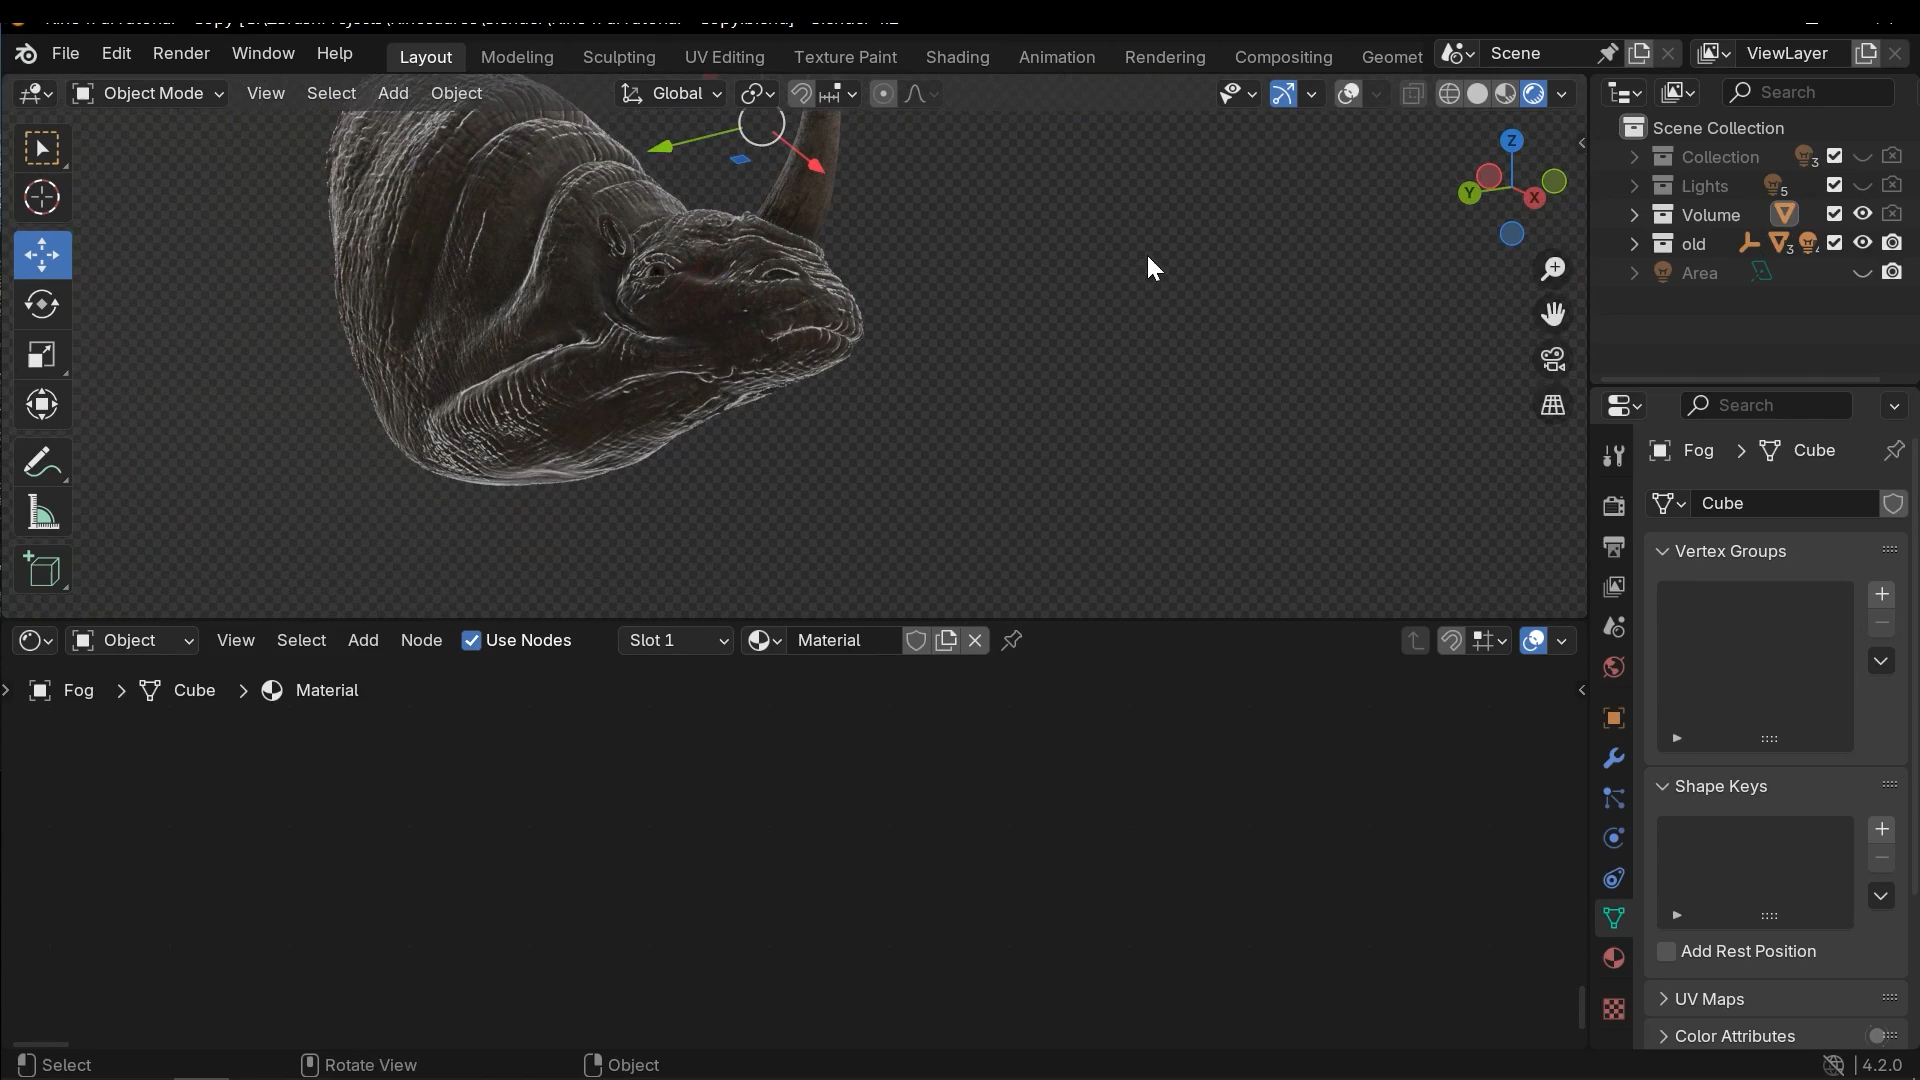 File Edit Render Window Help Layout Modeling Sculpting UV Editing Texture Paint Shading Animation Rendering Compositing Geomet Scene ViewLayer
Object Mode View Select Add Object Global Search
Scene Collection
Collection 3
Lights 5
Volume
old 3
Area
Z
Y
X
Search
Fog > Cube
Cube
Vertex Groups
Shape Keys
Add Rest Position
UV Maps
Color Attributes
Object View Select Add Node Use Nodes Slot 1 Material
Fog > Cube > Material
Select Rotate View Object 4.2.0